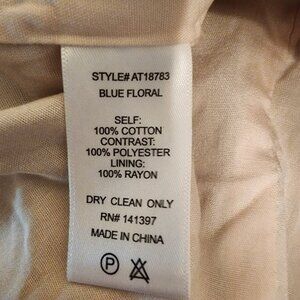 STYLE# AT18783
BLUE FLORAL
SELF:
100% COTTON
CONTRAST:
100% POLYESTER
LINING:
100% RAYON
DRY CLEAN ONLY
RN# 141397
MADE IN CHINA
P